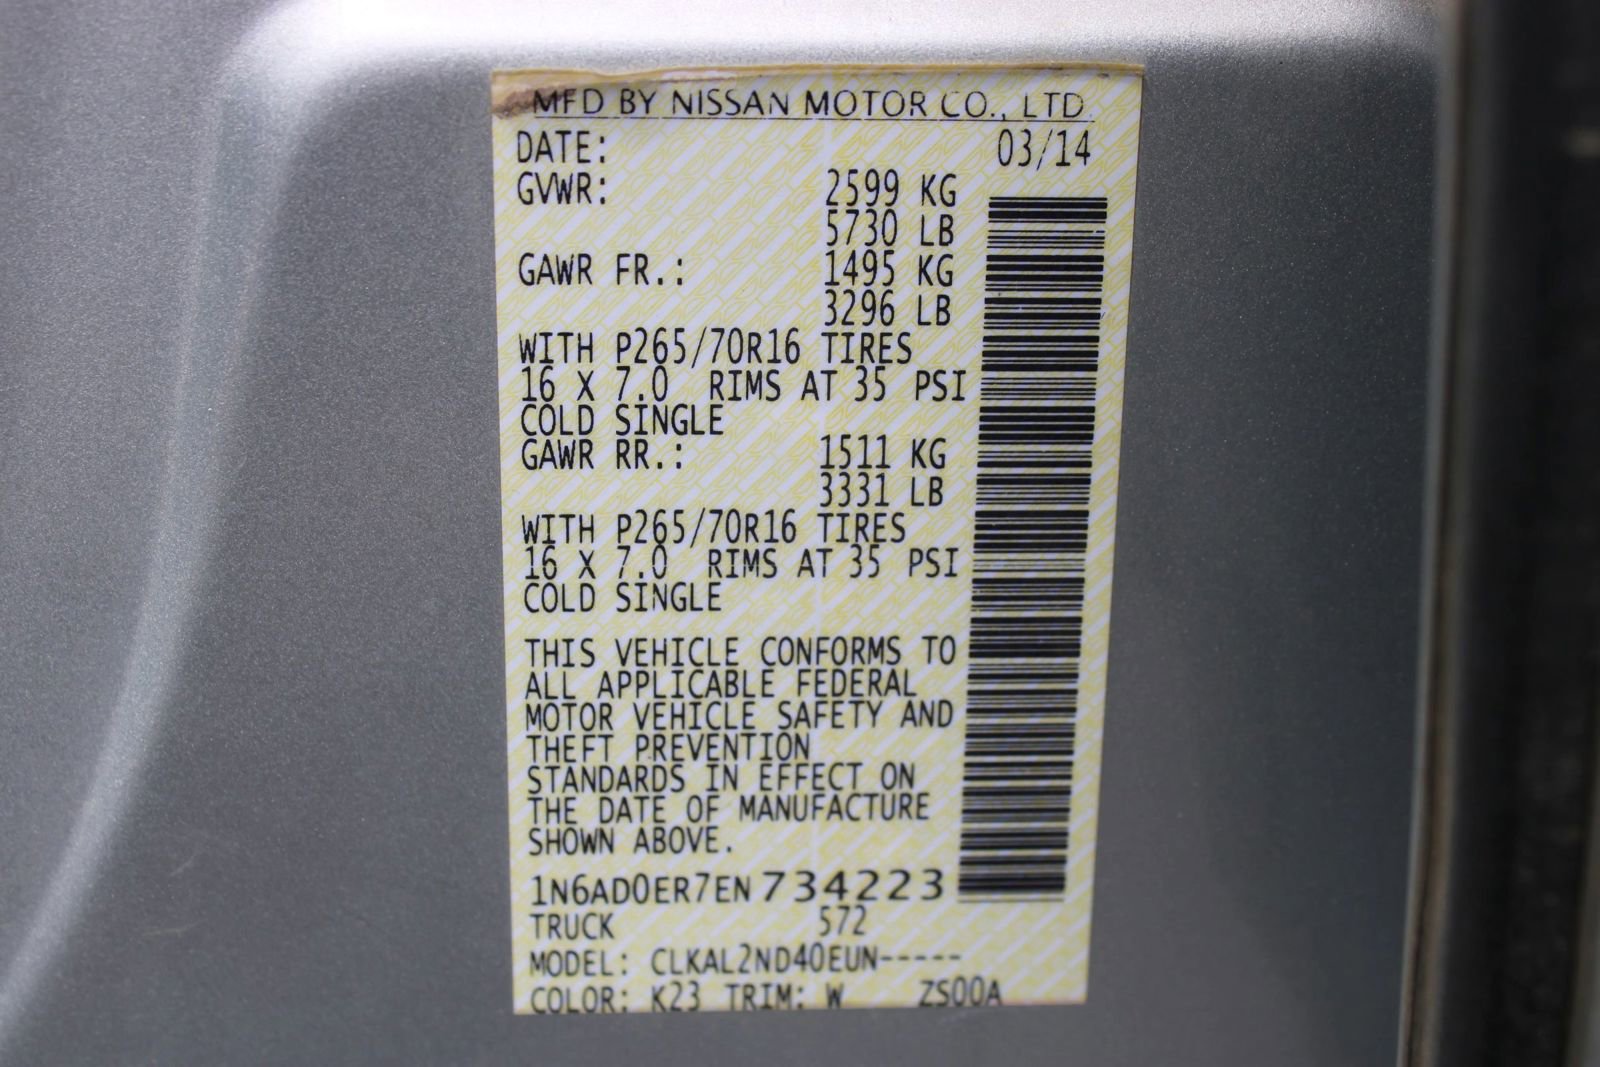 MFD BY NISSAN MOTOR CO., LTD.
DATE: 03/14
GVWR: 2599 KG
5730 LB
GAWR FR.: 1495 KG
3296 LB
WITH P265/70R16 TIRES
16 X 7.0 RIMS AT 35 PSI
COLD SINGLE
GAWR RR.: 1511 KG
3331 LB
WITH P265/70R16 TIRES
16 X 7.0 RIMS AT 35 PSI
COLD SINGLE
THIS VEHICLE CONFORMS TO
ALL APPLICABLE FEDERAL
MOTOR VEHICLE SAFETY AND
THEFT PREVENTION
STANDARDS IN EFFECT ON
THE DATE OF MANUFACTURE
SHOWN ABOVE.
1N6AD0ER7EN734223
TRUCK 572
MODEL: CLKAL2ND40EUN-----
COLOR: K23 TRIM: W ZS00A